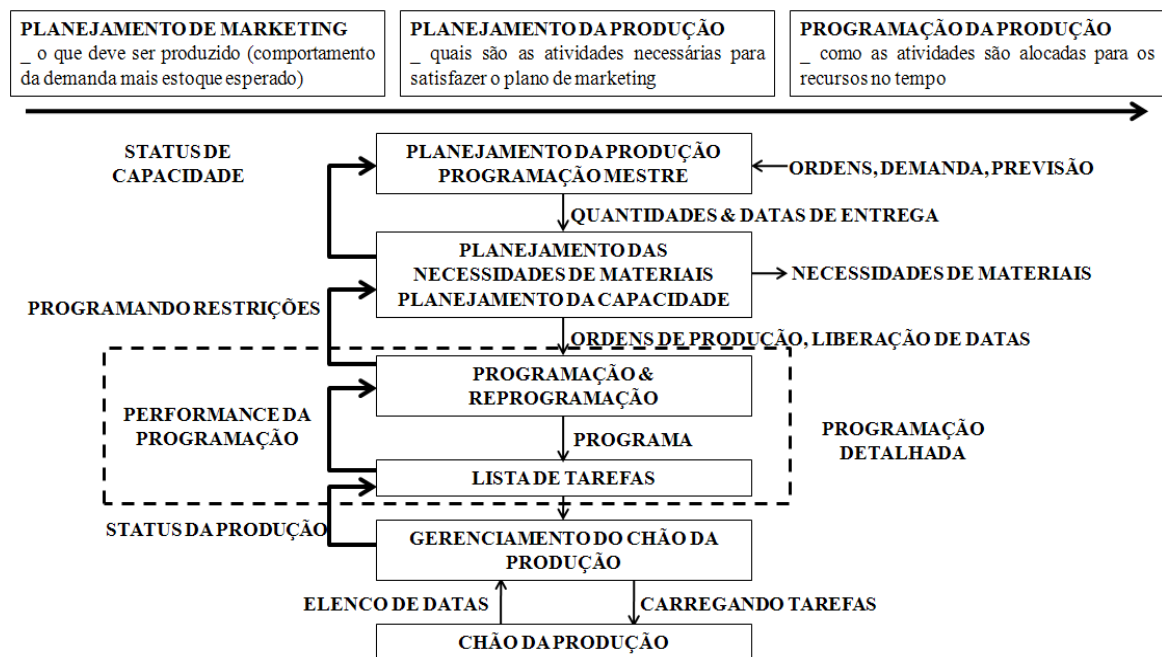 PLANEJAMENTO DE MARKETING
_ o que deve ser produzido (comportamento
da demanda mais estoque esperado)
PLANEJAMENTO DA PRODUÇÃO
_ quais são as atividades necessárias para
satisfazer o plano de marketing
PROGRAMAÇÃO DA PRODUÇÃO
_ como as atividades são alocadas para os
recursos no tempo
STATUS DE
CAPACIDADE
PLANEJAMENTO DA PRODUÇÃO
PROGRAMAÇÃO MESTRE
ORDENS, DEMANDA, PREVISÃO
QUANTIDADES & DATAS DE ENTREGA
PLANEJAMENTO DAS
NECESSIDADES DE MATERIAIS
PLANEJAMENTO DA CAPACIDADE
NECESSIDADES DE MATERIAIS
PROGRAMANDO RESTRIÇÕES
ORDENS DE PRODUÇÃO, LIBERAÇÃO DE DATAS
PROGRAMAÇÃO &
REPROGRAMAÇÃO
PERFORMANCE DA
PROGRAMAÇÃO
PROGRAMA
PROGRAMAÇÃO
DETALHADA
LISTA DE TAREFAS
STATUS DA PRODUÇÃO
GERENCIAMENTO DO CHÃO DA
PRODUÇÃO
ELENCO DE DATAS
CARREGANDO TAREFAS
CHÃO DA PRODUÇÃO